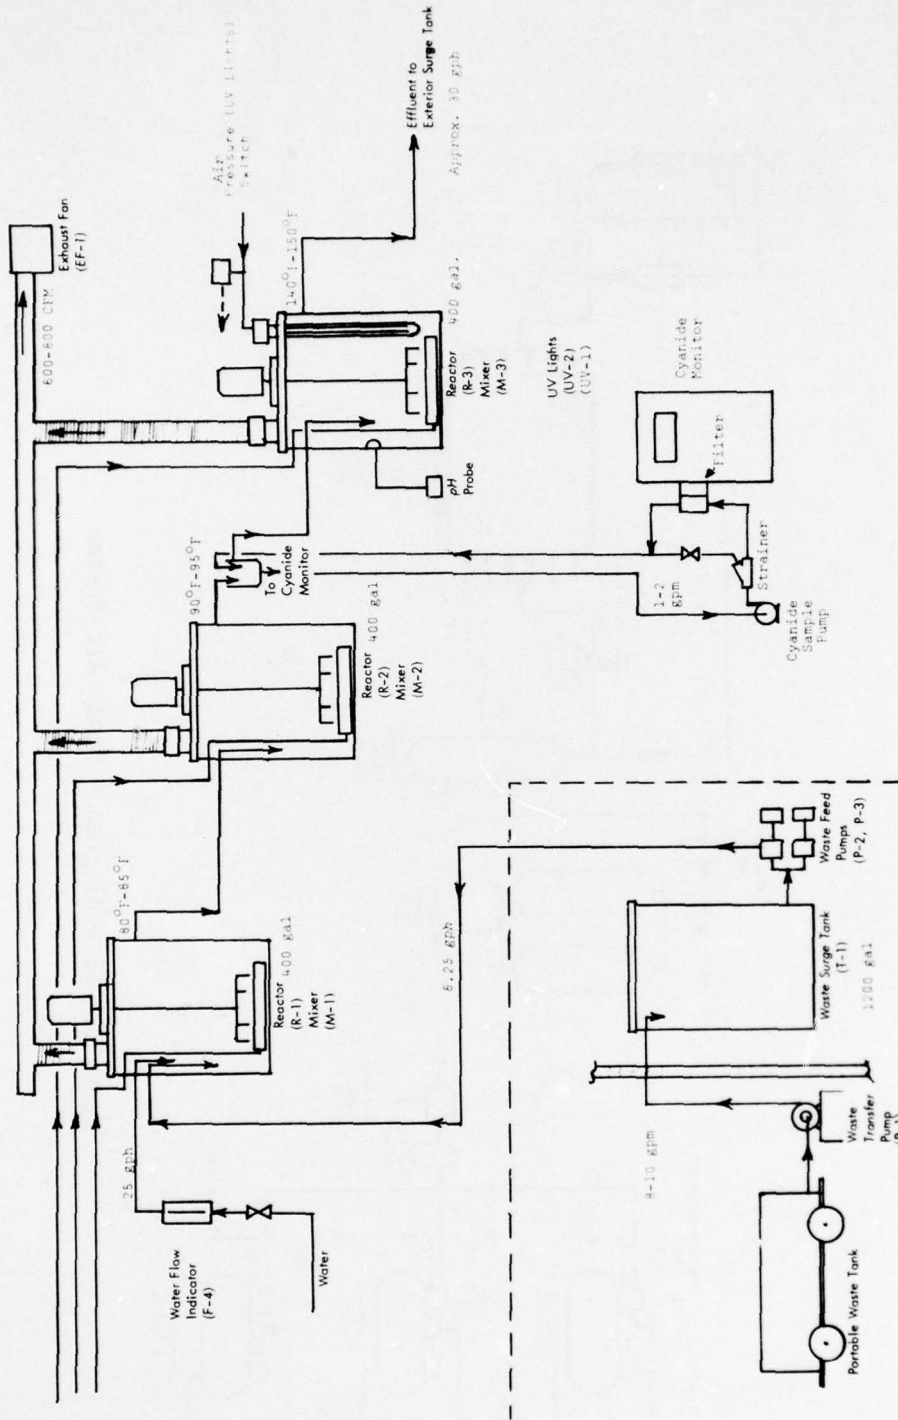 600-800 CFM
Exhaust Fan
(EF-1)
Air
Pressure (UV Lights)
Switch
140°F-150°F
Effluent to
Exterior Surge Tank
Approx. 30 gph
400 gal.
Reactor
(R-3)
Mixer
(M-3)
UV Lights
(UV-2)
(UV-1)
pH
Probe
90°F-95°F
To
Cyanide
Monitor
Reactor
(R-2)
Mixer
(M-2)
400 gal
Cyanide
Monitor
Filter
Strainer
1-2
gpm
Cyanide
Sample
Pump
80°F-85°F
Reactor
(R-1)
Mixer
(M-1)
400 gal
25 gph
Water Flow
Indicator
(F-4)
Water
6.25 gph
Waste Feed
Pumps
(P-2, P-3)
Waste Surge Tank
(T-1)
1200 gal
8-10 gpm
Waste
Transfer
Pump
Portable Waste Tank